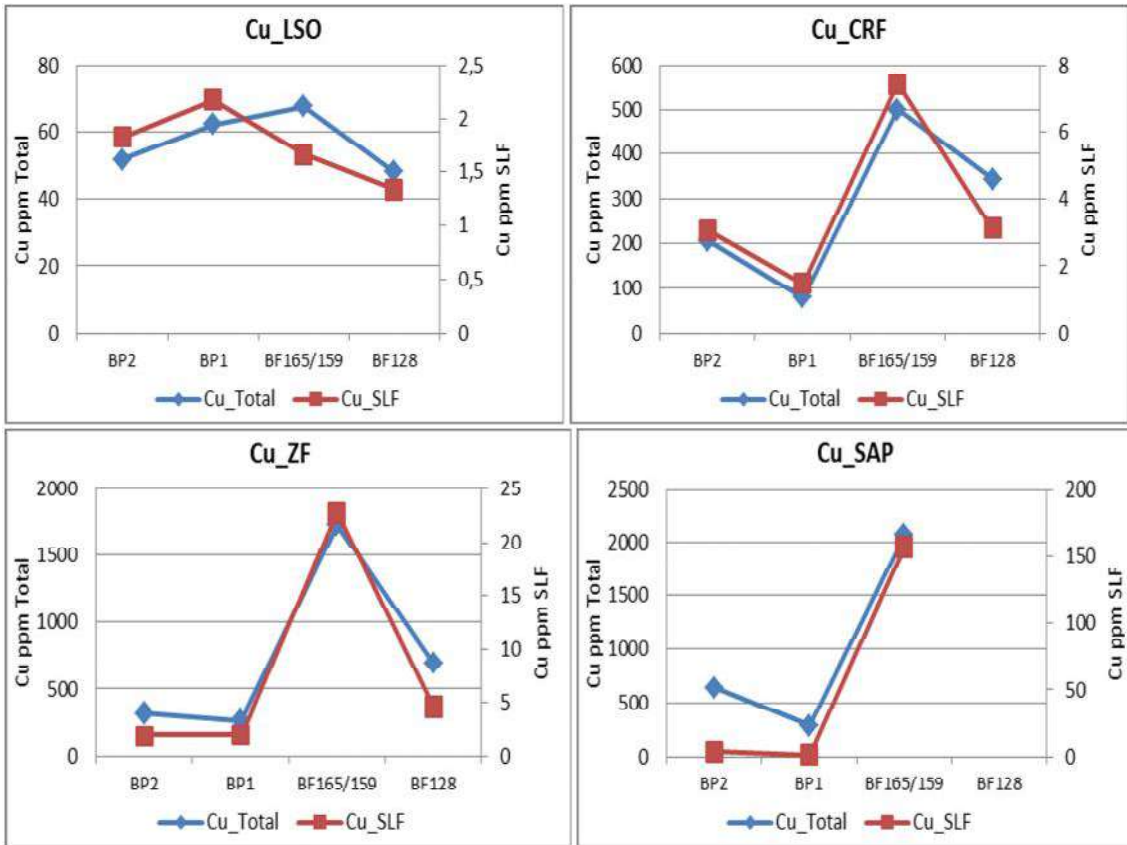 Cu_LSO
Cu ppm Total
80
60
40
20
0
2,5
2
1,5
1
0,5
0
Cu ppm SLF
BP2 BP1 BF165/159 BF128
Cu_Total Cu_SLF
Cu_CRF
Cu ppm Total
600
500
400
300
200
100
0
8
6
4
2
0
Cu ppm SLF
BP2 BP1 BF165/159 BF128
Cu_Total Cu_SLF
Cu_ZF
Cu ppm Total
2000
1500
1000
500
0
25
20
15
10
5
0
Cu ppm SLF
BP2 BP1 BF165/159 BF128
Cu_Total Cu_SLF
Cu_SAP
Cu ppm Total
2500
2000
1500
1000
500
0
200
150
100
50
0
Cu ppm SLF
BP2 BP1 BF165/159 BF128
Cu_Total Cu_SLF